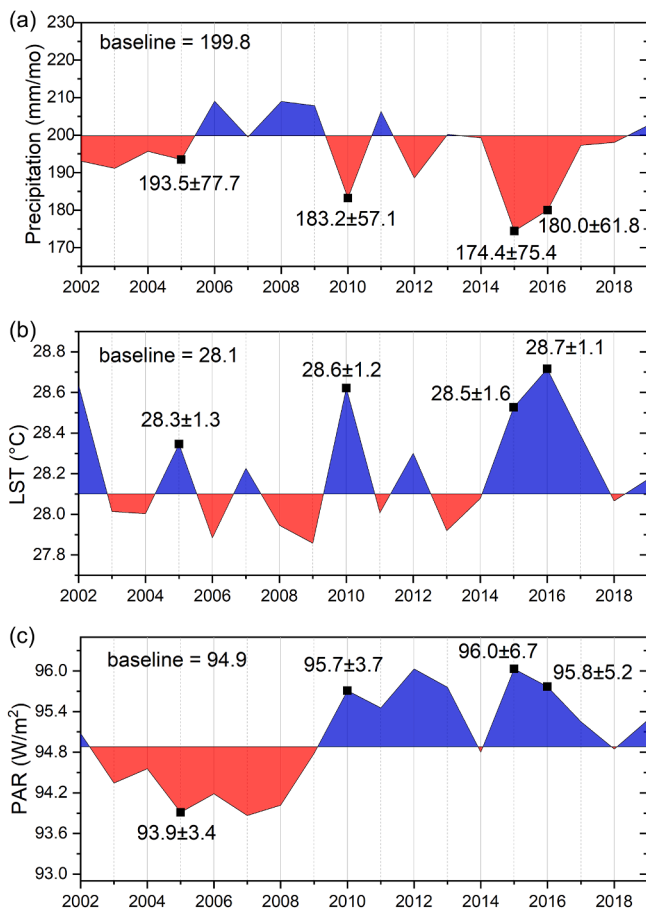 (a)
230
220
210
200
190
180
170
Precipitation (mm/mo)
baseline = 199.8
193.5±77.7
183.2±57.1
180.0±61.8
174.4±75.4
2002 2004 2006 2008 2010 2012 2014 2016 2018
(b)
28.8
28.6
28.4
28.2
28.0
27.8
LST (°C)
baseline = 28.1
28.3±1.3
28.6±1.2
28.5±1.6
28.7±1.1
2002 2004 2006 2008 2010 2012 2014 2016 2018
(c)
96.0
95.4
94.8
94.2
93.6
93.0
PAR (W/m²)
baseline = 94.9
93.9±3.4
95.7±3.7
96.0±6.7
95.8±5.2
2002 2004 2006 2008 2010 2012 2014 2016 2018